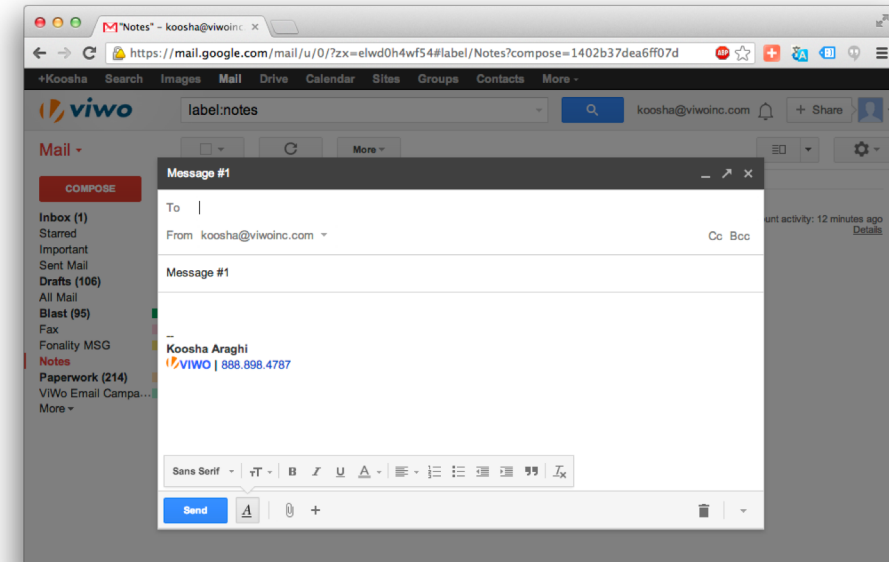 "Notes" - koosha@viwoinc
https://mail.google.com/mail/u/0/?zx=elwd0h4wf54#label/Notes?compose=1402b37dea6ff07d
ABP
+Koosha Search Images Mail Drive Calendar Sites Groups Contacts More
viwo label:notes koosha@viwoinc.com + Share
Mail More
COMPOSE
Inbox (1)
Starred
Important
Sent Mail
Drafts (106)
All Mail
Blast (95)
Fax
Fonality MSG
Notes
Paperwork (214)
ViWo Email Campa...
More
Message #1
To
From koosha@viwoinc.com Cc Bcc
Message #1
--
Koosha Araghi
VIWO | 888.898.4787
Sans Serif TT B I U A Tx
Send A
unt activity: 12 minutes ago
Details